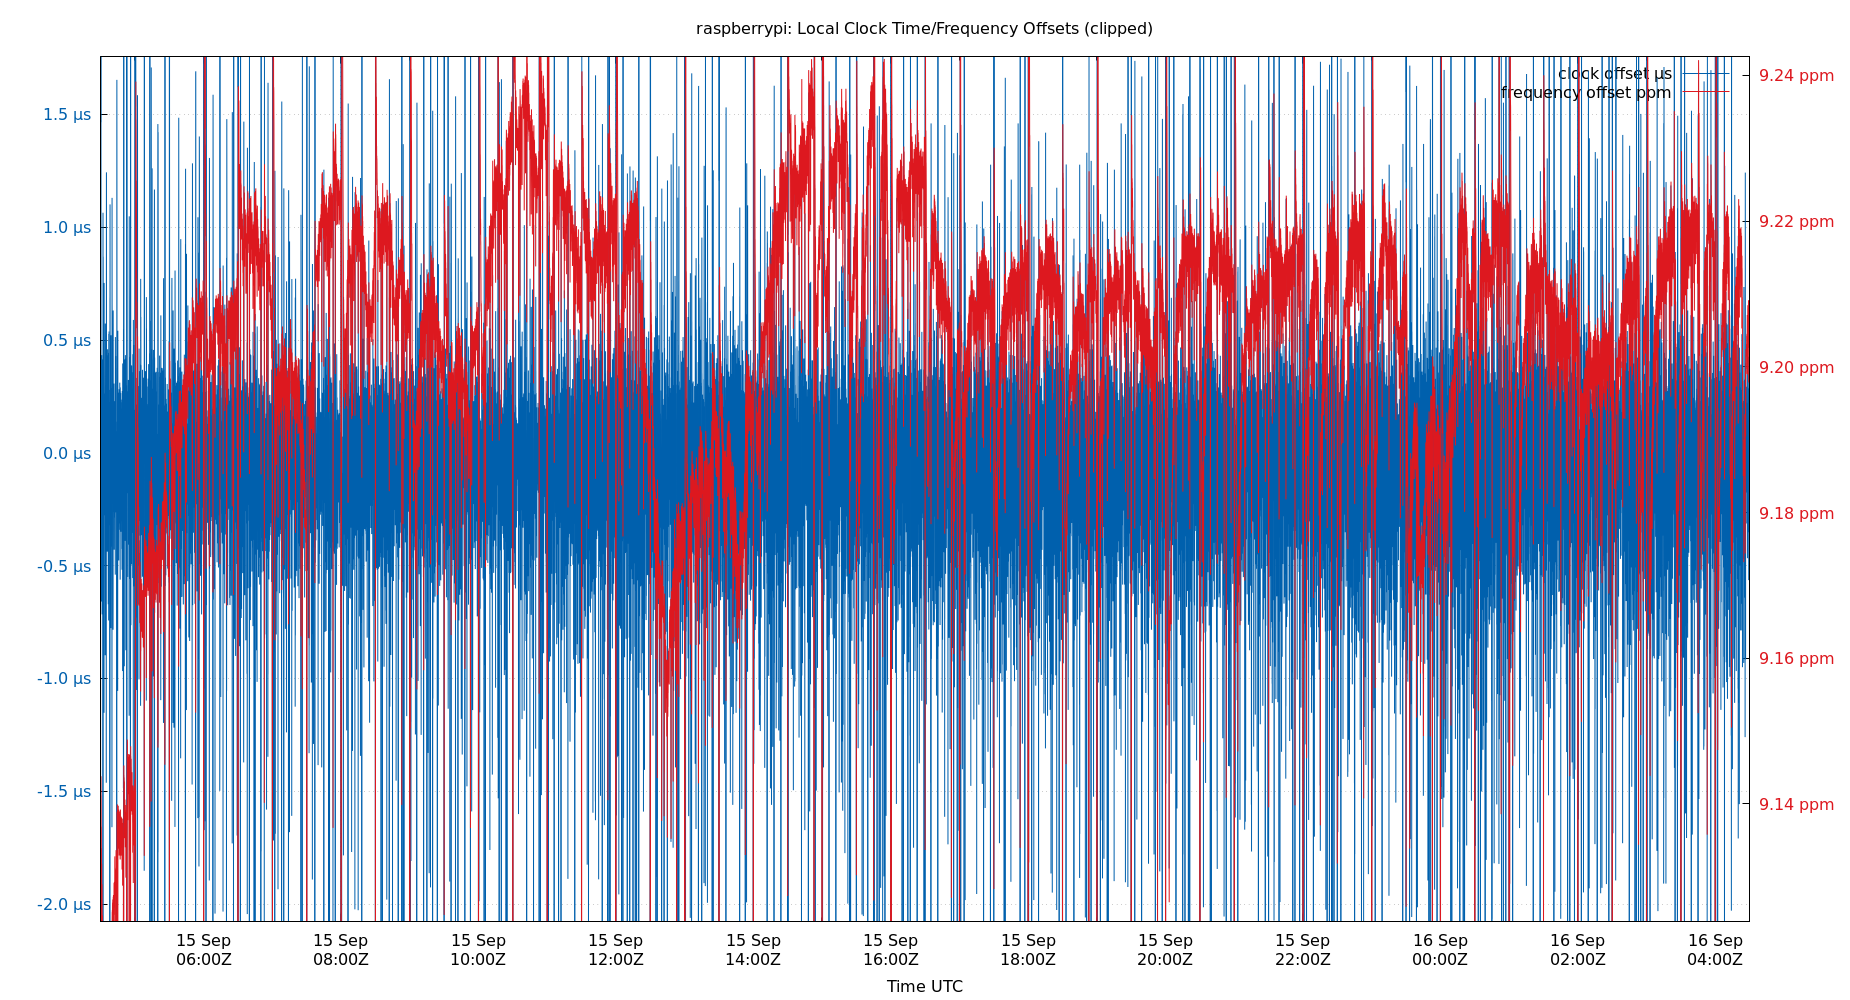 raspberrypi: Local Clock Time/Frequency Offsets (clipped)
clock offset µs
frequency offset ppm
1.5 µs
1.0 µs
0.5 µs
0.0 µs
-0.5 µs
-1.0 µs
-1.5 µs
-2.0 µs
9.24 ppm
9.22 ppm
9.20 ppm
9.18 ppm
9.16 ppm
9.14 ppm
15 Sep 15 Sep 15 Sep 15 Sep 15 Sep 15 Sep 15 Sep 15 Sep 15 Sep 16 Sep 16 Sep 16 Sep
06:00Z 08:00Z 10:00Z 12:00Z 14:00Z 16:00Z 18:00Z 20:00Z 22:00Z 00:00Z 02:00Z 04:00Z
Time UTC